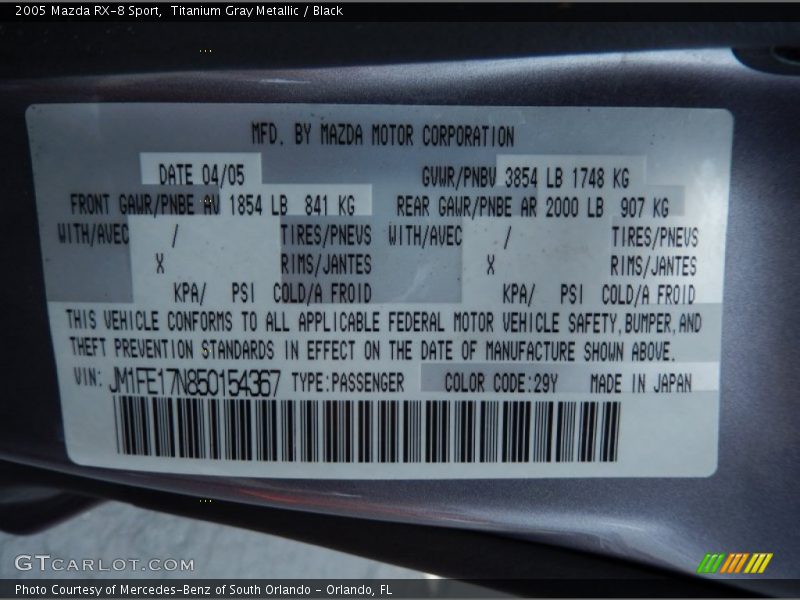 2005 Mazda RX-8 Sport, Titanium Gray Metallic / Black
MFD. BY MAZDA MOTOR CORPORATION
DATE 04/05 GVWR/PNBV 3854 LB 1748 KG
FRONT GAWR/PNBE AV 1854 LB 841 KG REAR GAWR/PNBE AR 2000 LB 907 KG
WITH/AVEC / TIRES/PNEUS WITH/AVEC / TIRES/PNEUS
X RIMS/JANTES X RIMS/JANTES
KPA/ PSI COLD/A FROID KPA/ PSI COLD/A FROID
THIS VEHICLE CONFORMS TO ALL APPLICABLE FEDERAL MOTOR VEHICLE SAFETY,BUMPER,AND
THEFT PREVENTION STANDARDS IN EFFECT ON THE DATE OF MANUFACTURE SHOWN ABOVE.
VIN: JM1FE17N850154367 TYPE:PASSENGER COLOR CODE:29Y MADE IN JAPAN
GTCARLOT.COM
Photo Courtesy of Mercedes-Benz of South Orlando - Orlando, FL